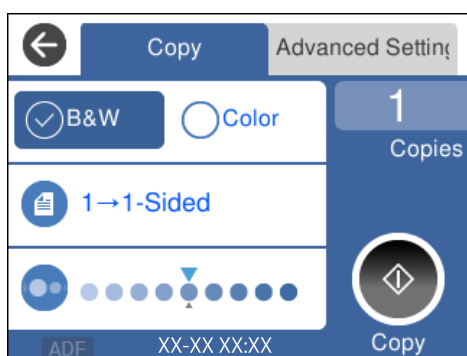 Copy
Advanced Setting
B&W
Color
1
Copies
1→1-Sided
ADF
XX-XX XX:XX
Copy